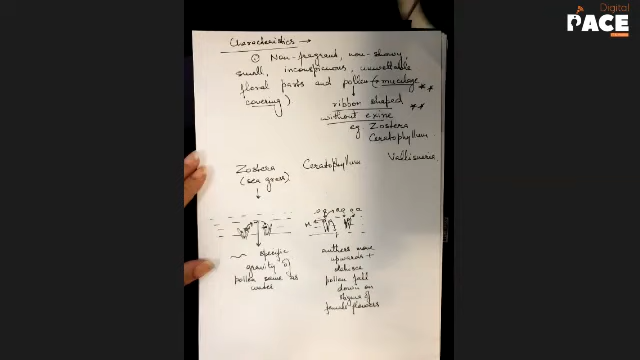 Digital
PACE
Characteristics →
Non-fragrant, non-showy,
small, inconspicuous, unwettable
floral parts and pollen (→ mucilage **
covering) ribbon shaped **
without exine
eg Zostera
Ceratophyllum
Zostera Ceratophyllum Vallisneria
(sea grass)
~ specific
gravity of
pollen same as
water
anthers move
upwards +
dehisce
pollen fall
down on
stigma of
female flowers